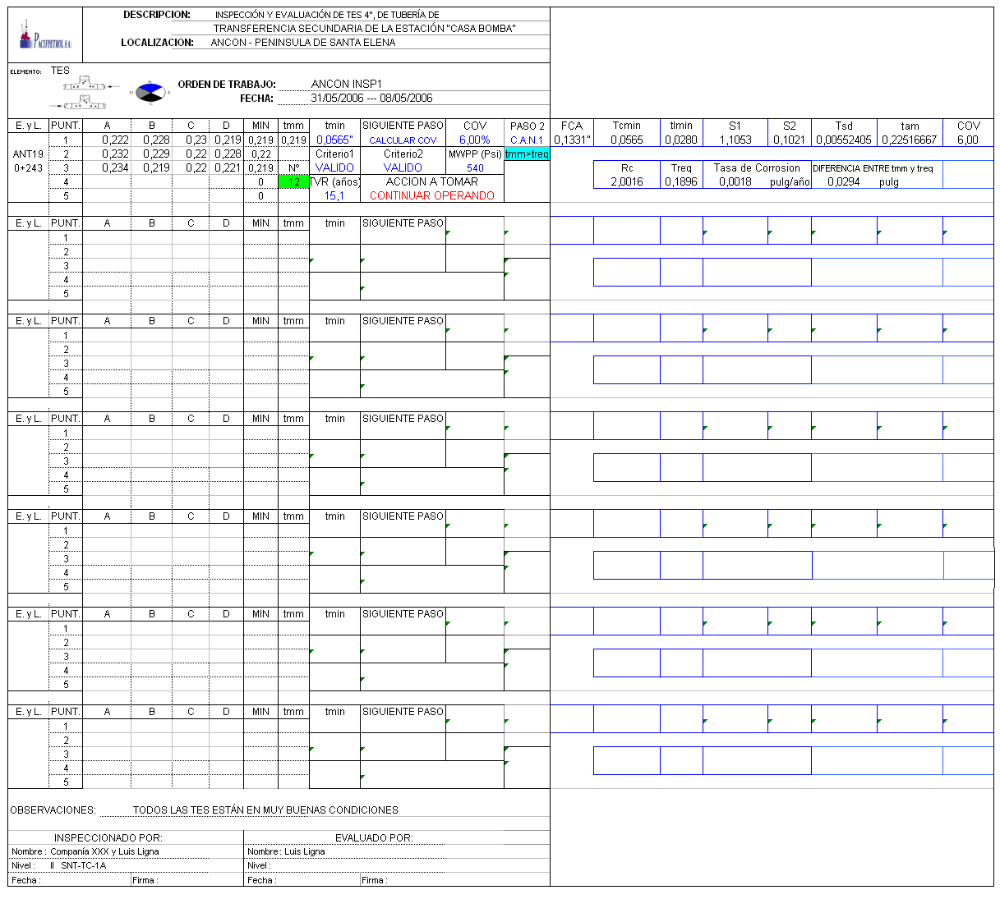 PACIFPETROL S.A.
DESCRIPCION: INSPECCIÓN Y EVALUACIÓN DE TES 4", DE TUBERÍA DE
TRANSFERENCIA SECUNDARIA DE LA ESTACIÓN "CASA BOMBA"
LOCALIZACION: ANCON - PENINSULA DE SANTA ELENA
ELEMENTO: TES
ORDEN DE TRABAJO: ANCON INSP1
FECHA: 31/05/2006 --- 08/05/2006
E. y L. PUNT. A B C D MIN tmm tmin SIGUIENTE PASO COV PASO 2 FCA Tcmin tlmin S1 S2 Tsd tam COV
1 0,222 0,228 0,23 0,219 0,219 0,219 0,0565" CALCULAR COV 6,00% C.A.N.1 0,1331" 0,0565 0,0280 1,1053 0,1021 0,00552405 0,22516667 6,00
ANT19 2 0,232 0,229 0,22 0,228 0,22 Criterio1 Criterio2 MWPP (Psi) tmm>treq
0+243 3 0,234 0,219 0,22 0,221 0,219 N° VALIDO VALIDO 540 Rc Treq Tasa de Corrosion DIFERENCIA ENTRE tmm y treq
4 0 12 TVR (años) ACCION A TOMAR 2,0016 0,1896 0,0018 pulg/año 0,0294 pulg
5 0 15,1 CONTINUAR OPERANDO
E. y L. PUNT. A B C D MIN tmm tmin SIGUIENTE PASO
1
2
3
4
5
E. y L. PUNT. A B C D MIN tmm tmin SIGUIENTE PASO
1 6,00
2
3
4
5
E. y L. PUNT. A B C D MIN tmm tmin SIGUIENTE PASO
1
2
3
4
5
E. y L. PUNT. A B C D MIN tmm tmin SIGUIENTE PASO
1
2
3
4
5
E. y L. PUNT. A B C D MIN tmm tmin SIGUIENTE PASO
1
2
3
4
5
E. y L. PUNT. A B C D MIN tmm tmin SIGUIENTE PASO
1
2
3
4
5
OBSERVACIONES: TODOS LAS TES ESTÁN EN MUY BUENAS CONDICIONES
INSPECCIONADO POR: EVALUADO POR:
Nombre : Companía XXX y Luis Ligna Nombre : Luis Ligna
Nivel : II SNT-TC-1A Nivel :
Fecha : Firma : Fecha : Firma :